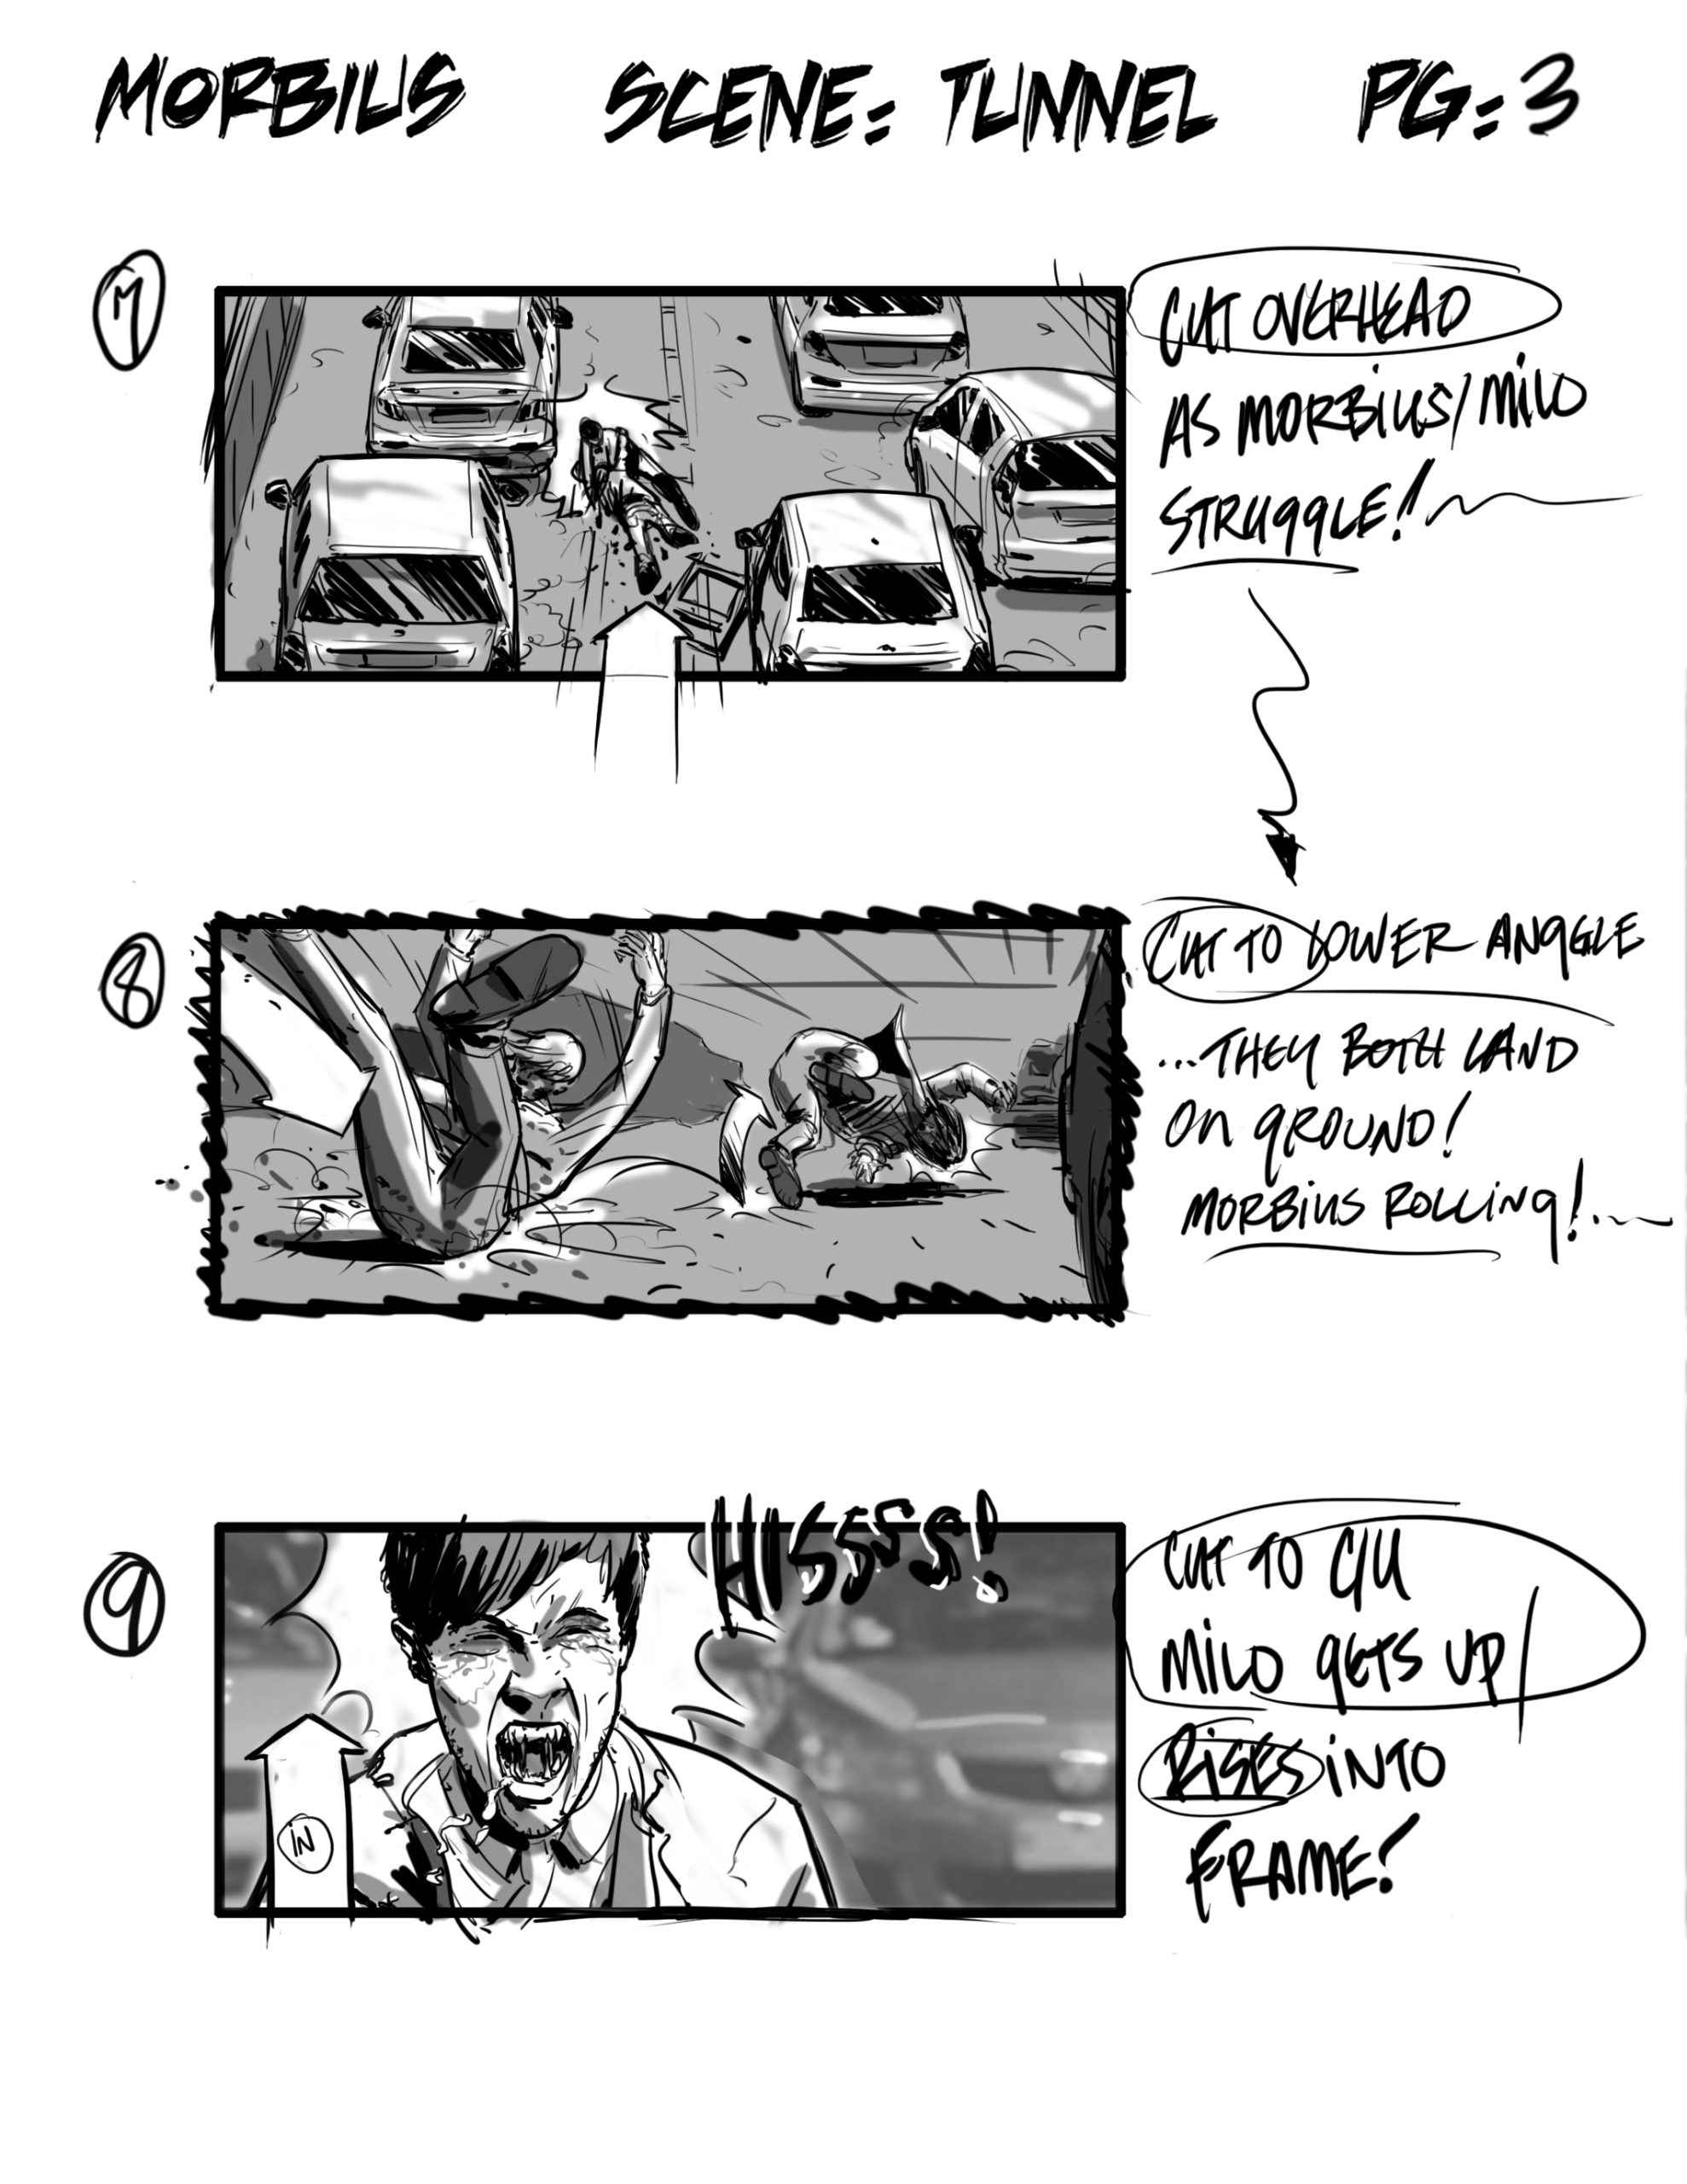 MORBIUS SCENE: TUNNEL PG: 3
7
CUT OVERHEAD
AS MORBIUS/MILO
STRUGGLE!
8
CUT TO LOWER ANGGLE
...THEY BOTH LAND
ON GROUND!
MORBIUS ROLLING!..
9
HISSSS!
IN
CUT TO C/U
MILO GETS UP/
RISES INTO
FRAME!